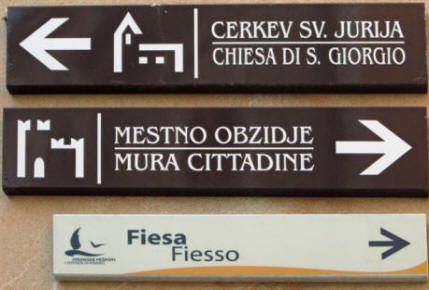 CERKEV SV. JURIJA
CHIESA DI S. GIORGIO
MESTNO OBZIDJE
MURA CITTADINE
Fiesa
Fiesso